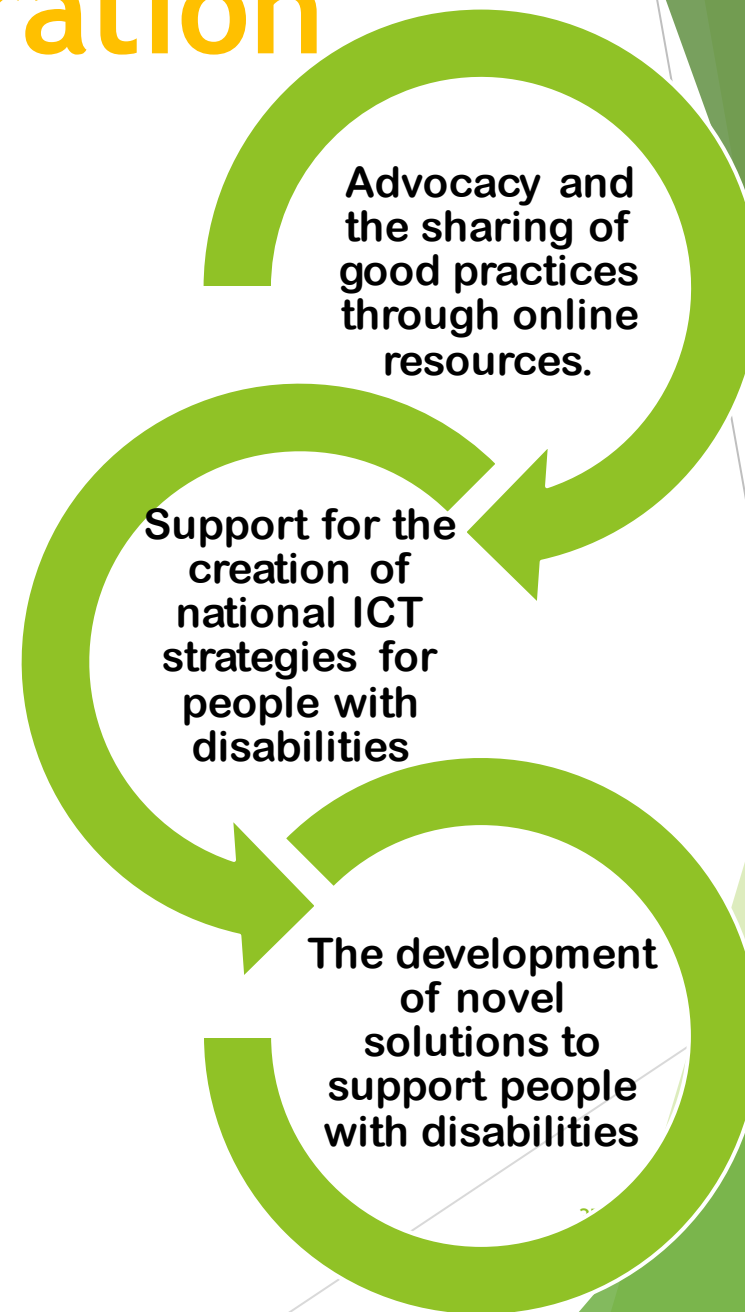 ration
Advocacy and
the sharing of
good practices
through online
resources.
Support for the
creation of
national ICT
strategies for
people with
disabilities
The development
of novel
solutions to
support people
with disabilities